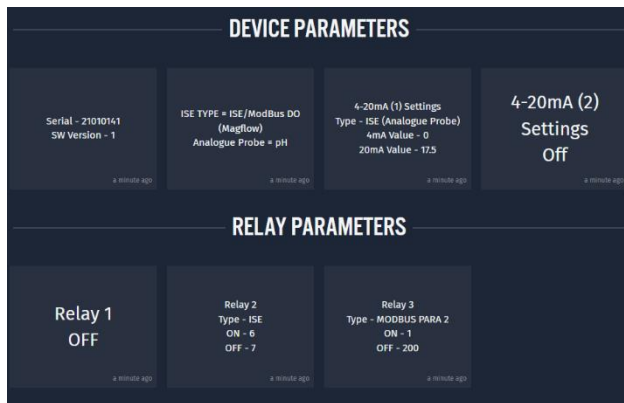 DEVICE PARAMETERS
Serial - 21010141
SW Version - 1
a minute ago
ISE TYPE = ISE/ModBus DO
(Magflow)
Analogue Probe = pH
a minute ago
4-20mA (1) Settings
Type - ISE (Analogue Probe)
4mA Value - 0
20mA Value - 17.5
a minute ago
4-20mA (2)
Settings
Off
a minute ago
RELAY PARAMETERS
Relay 1
OFF
a minute ago
Relay 2
Type - ISE
ON - 6
OFF - 7
a minute ago
Relay 3
Type - MODBUS PARA 2
ON - 1
OFF - 200
a minute ago